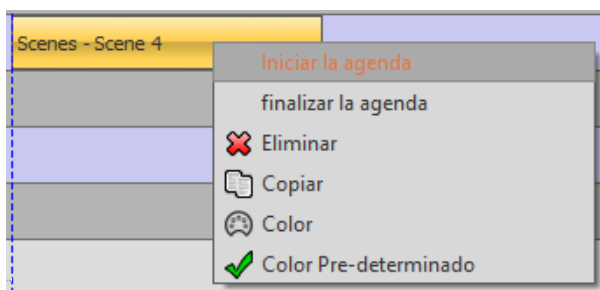 Scenes - Scene 4
Iniciar la agenda
finalizar la agenda
Eliminar
Copiar
Color
Color Pre-determinado